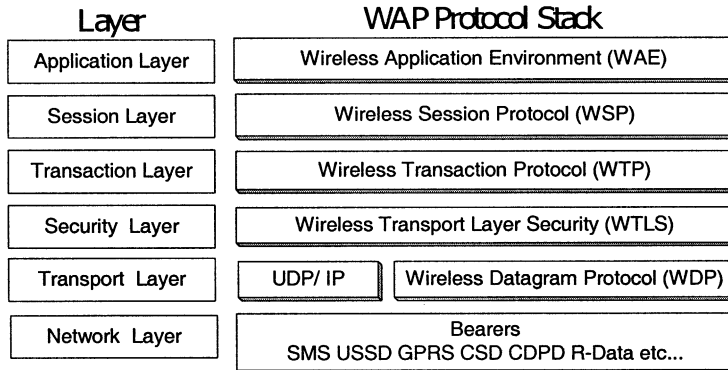 Layer WAP Protocol Stack
Application Layer Wireless Application Environment (WAE)
Session Layer Wireless Session Protocol (WSP)
Transaction Layer Wireless Transaction Protocol (WTP)
Security Layer Wireless Transport Layer Security (WTLS)
Transport Layer UDP/ IP Wireless Datagram Protocol (WDP)
Network Layer Bearers
SMS USSD GPRS CSD CDPD R-Data etc...